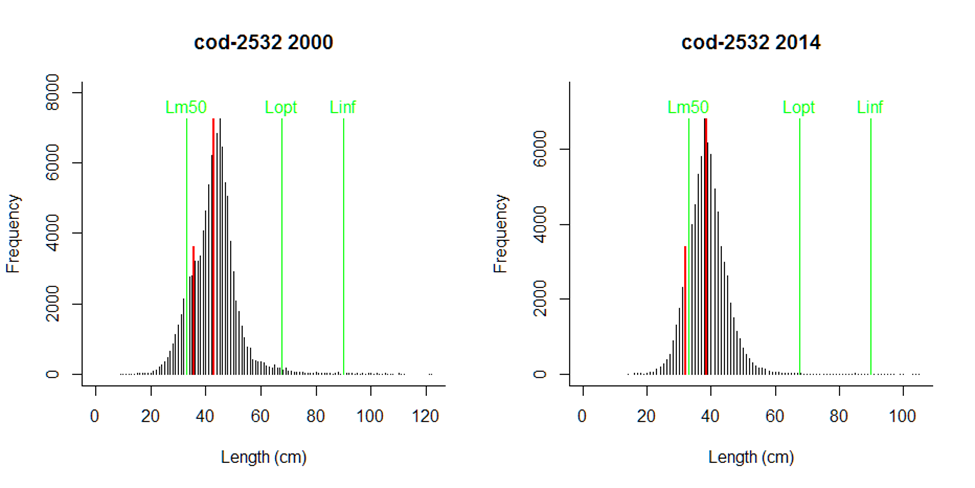 cod-2532 2000
Lm50 Lopt Linf
8000
6000
4000
2000
0
Frequency
0 20 40 60 80 100 120
Length (cm)
cod-2532 2014
Lm50 Lopt Linf
6000
4000
2000
0
Frequency
0 20 40 60 80 100
Length (cm)